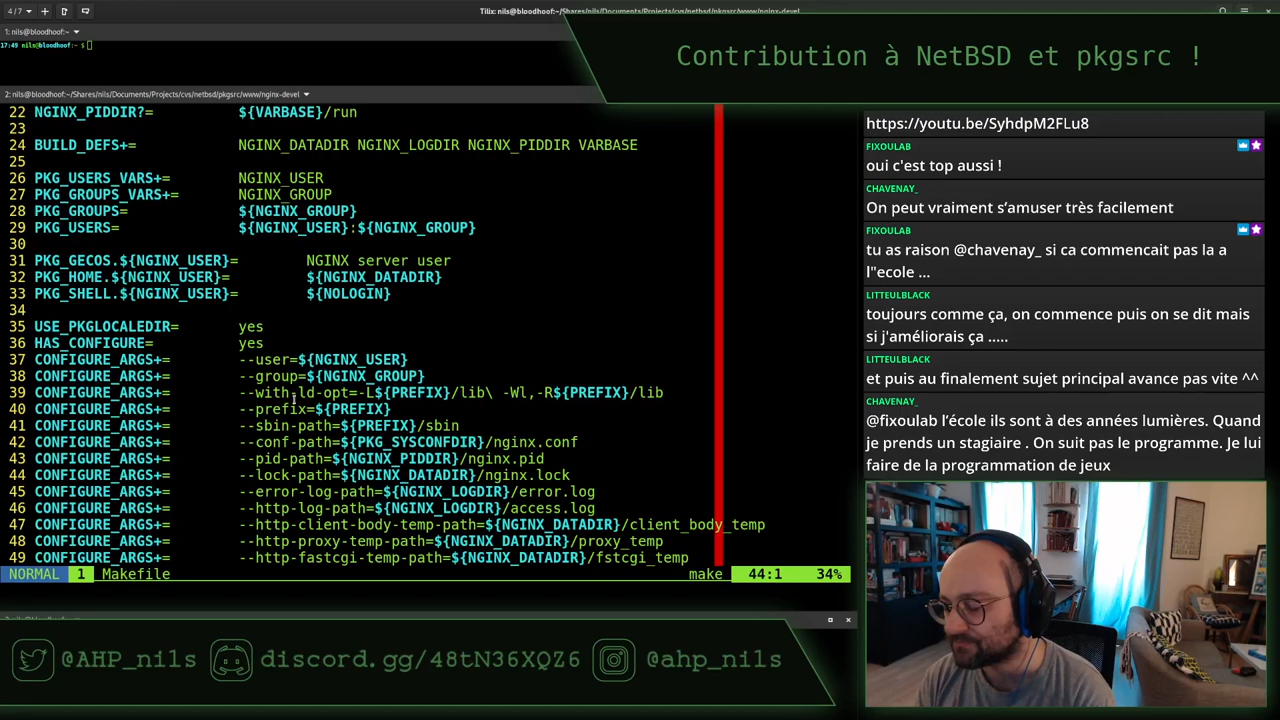 4 / 7
Tilix: nils@bloodhoof:~/Shares/nils/Documents/Projects/cvs/netbsd/pkgsrc/www/nginx-devel
1: nils@bloodhoof:~
17:49 nils@bloodhoof:~ $
Contribution à NetBSD et pkgsrc !
2: nils@bloodhoof:~/Shares/nils/Documents/Projects/cvs/netbsd/pkgsrc/www/nginx-devel
22 NGINX_PIDDIR?= ${VARBASE}/run
23
24 BUILD_DEFS+= NGINX_DATADIR NGINX_LOGDIR NGINX_PIDDIR VARBASE
25
26 PKG_USERS_VARS+= NGINX_USER
27 PKG_GROUPS_VARS+= NGINX_GROUP
28 PKG_GROUPS= ${NGINX_GROUP}
29 PKG_USERS= ${NGINX_USER}:${NGINX_GROUP}
30
31 PKG_GECOS.${NGINX_USER}= NGINX server user
32 PKG_HOME.${NGINX_USER}= ${NGINX_DATADIR}
33 PKG_SHELL.${NGINX_USER}= ${NOLOGIN}
34
35 USE_PKGLOCALEDIR= yes
36 HAS_CONFIGURE= yes
37 CONFIGURE_ARGS+= --user=${NGINX_USER}
38 CONFIGURE_ARGS+= --group=${NGINX_GROUP}
39 CONFIGURE_ARGS+= --with-ld-opt=-L${PREFIX}/lib\ -Wl,-R${PREFIX}/lib
40 CONFIGURE_ARGS+= --prefix=${PREFIX}
41 CONFIGURE_ARGS+= --sbin-path=${PREFIX}/sbin
42 CONFIGURE_ARGS+= --conf-path=${PKG_SYSCONFDIR}/nginx.conf
43 CONFIGURE_ARGS+= --pid-path=${NGINX_PIDDIR}/nginx.pid
44 CONFIGURE_ARGS+= --lock-path=${NGINX_DATADIR}/nginx.lock
45 CONFIGURE_ARGS+= --error-log-path=${NGINX_LOGDIR}/error.log
46 CONFIGURE_ARGS+= --http-log-path=${NGINX_LOGDIR}/access.log
47 CONFIGURE_ARGS+= --http-client-body-temp-path=${NGINX_DATADIR}/client_body_temp
48 CONFIGURE_ARGS+= --http-proxy-temp-path=${NGINX_DATADIR}/proxy_temp
49 CONFIGURE_ARGS+= --http-fastcgi-temp-path=${NGINX_DATADIR}/fstcgi_temp
NORMAL 1 Makefile make 44:1 34%
https://youtu.be/SyhdpM2FLu8
FIXOULAB
oui c'est top aussi !
CHAVENAY_
On peut vraiment s’amuser très facilement
FIXOULAB
tu as raison @chavenay_ si ca commencait pas la a
l"ecole ...
LITTEULBLACK
toujours comme ça, on commence puis on se dit mais
si j'améliorais ça .....
LITTEULBLACK
et puis au finalement sujet principal avance pas vite ^^
CHAVENAY_
@fixoulab l’école ils sont à des années lumières. Quand
je prends un stagiaire . On suit pas le programme. Je lui
faire de la programmation de jeux
@AHP_nils discord.gg/48tN36XQZ6 @ahp_nils